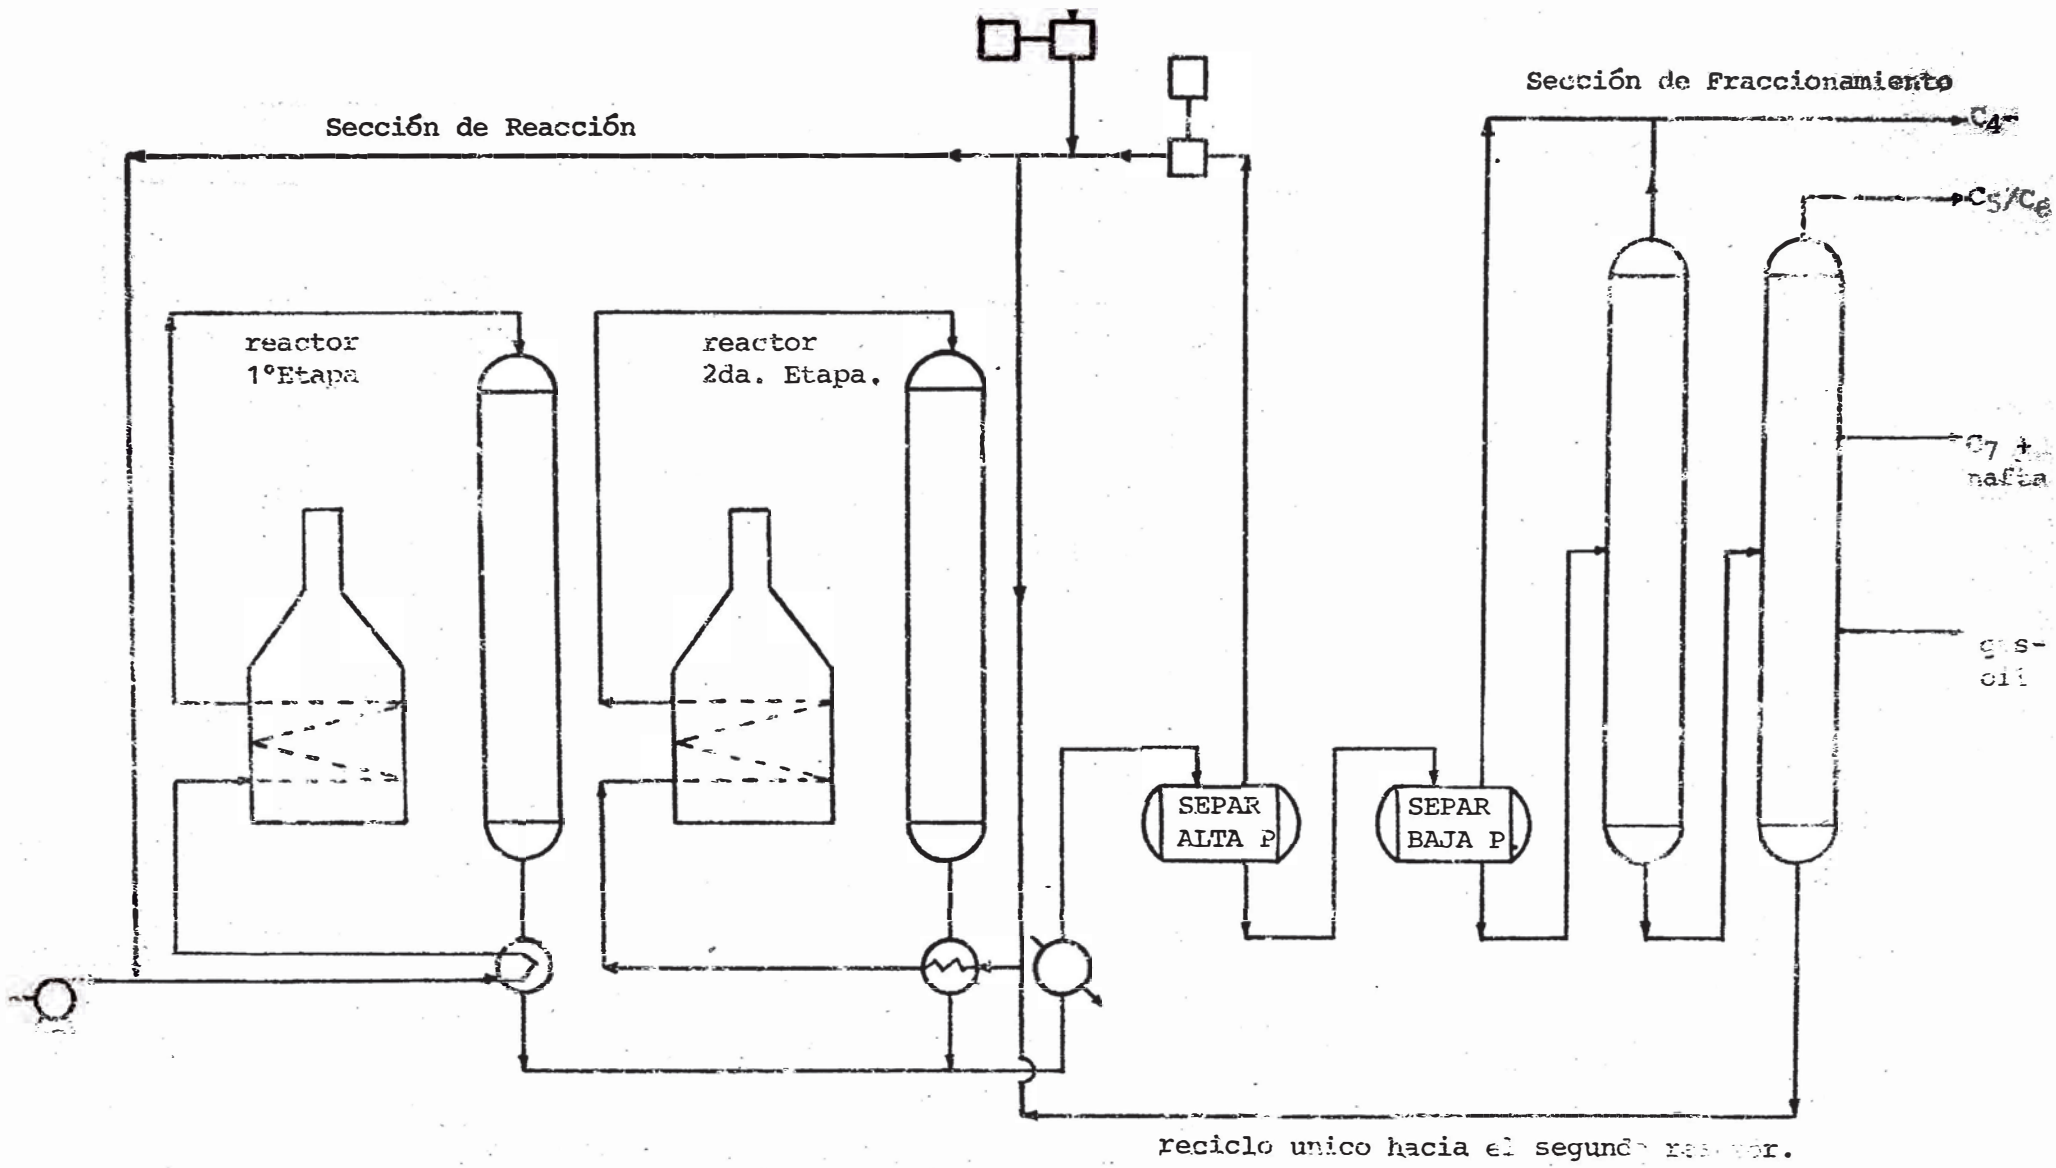 Sección de Fraccionamiento
C4-
Sección de Reacción
C5/C6
reactor
1°Etapa
reactor
2da. Etapa.
C7 +
nafta
SEPAR
ALTA P
SEPAR
BAJA P.
reciclo unico hacia el